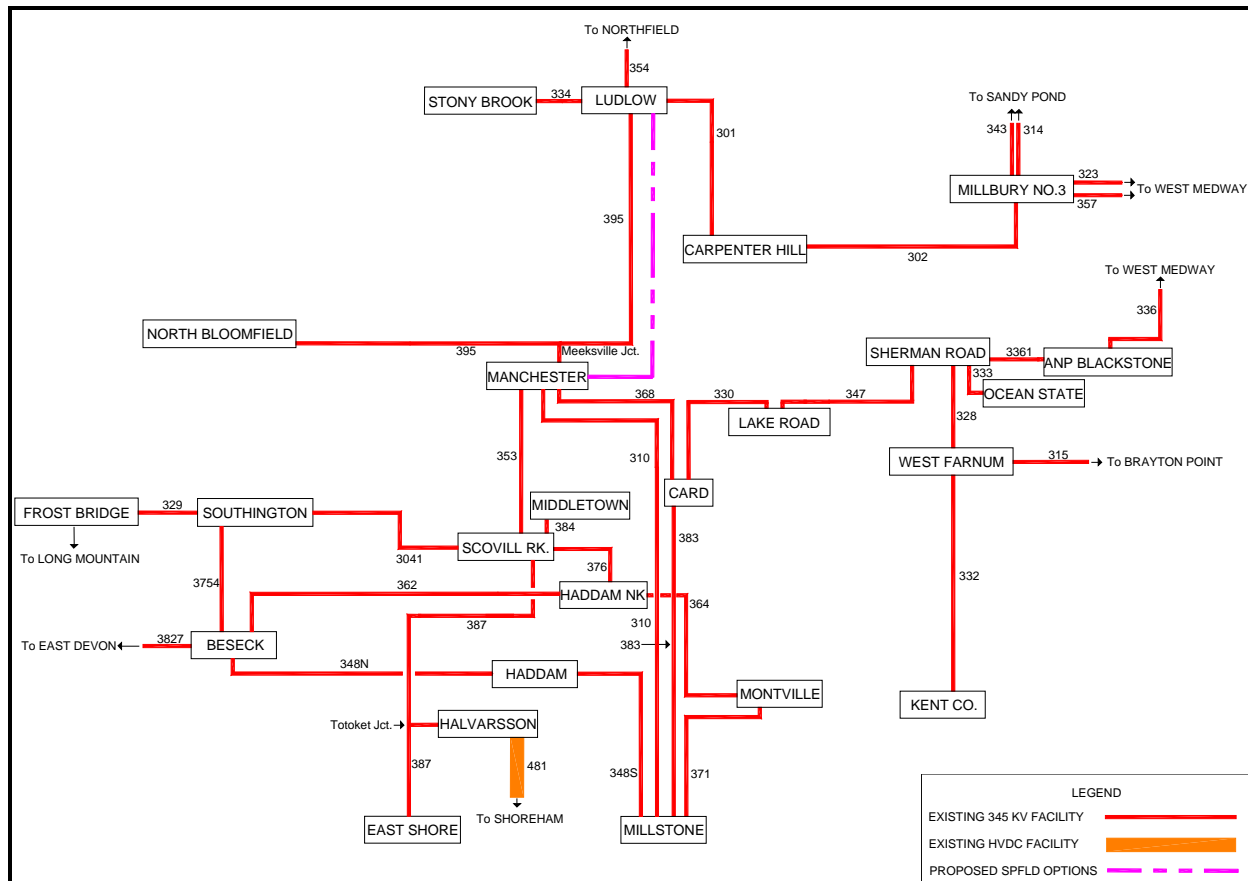 To NORTHFIELD
354
STONY BROOK
334
LUDLOW
301
To SANDY POND
343
314
MILLBURY NO.3
323
357
To WEST MEDWAY
395
CARPENTER HILL
302
To WEST MEDWAY
336
NORTH BLOOMFIELD
395
Meeksville Jct.
MANCHESTER
SHERMAN ROAD
3361
ANP BLACKSTONE
333
OCEAN STATE
368
330
347
LAKE ROAD
328
353
310
WEST FARNUM
315
To BRAYTON POINT
CARD
MIDDLETOWN
384
383
FROST BRIDGE
329
SOUTHINGTON
To LONG MOUNTAIN
3041
SCOVILL RK.
376
3754
362
HADDAM NK
364
332
387
310
383
To EAST DEVON
3827
BESECK
348N
HADDAM
MONTVILLE
KENT CO.
Totoket Jct.
HALVARSSON
387
481
348S
371
To SHOREHAM
EAST SHORE
MILLSTONE
LEGEND
EXISTING 345 KV FACILITY
EXISTING HVDC FACILITY
PROPOSED SPFLD OPTIONS